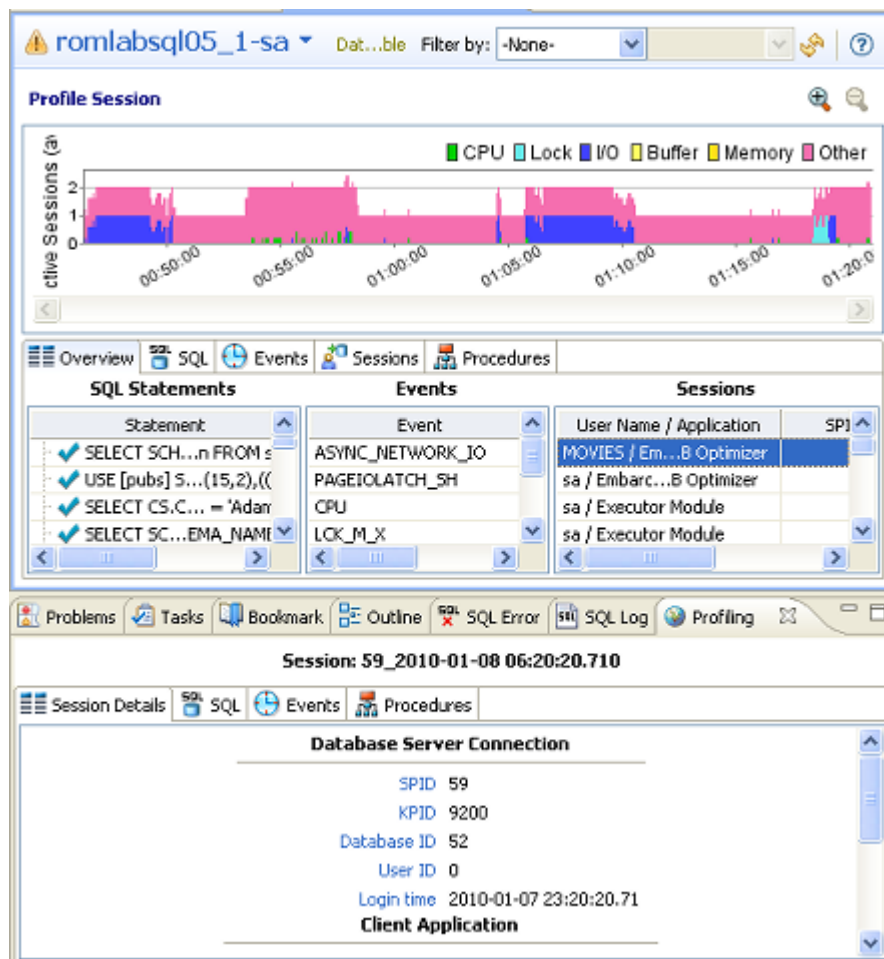 romlabsql05_1-sa Dat...ble Filter by: -None-
Profile Session
ctive Sessions (av
CPU Lock I/O Buffer Memory Other
2
1
0
00:50:00 00:55:00 01:00:00 01:05:00 01:10:00 01:15:00 01:20:0
Overview SQL Events Sessions Procedures
SQL Statements Events Sessions
Statement Event User Name / Application SPI
SELECT SCH...n FROM s ASYNC_NETWORK_IO MOVIES / Em...B Optimizer
USE [pubs] S...(15,2),(( PAGEIOLATCH_SH sa / Embarc...B Optimizer
SELECT CS.C... = 'Adam CPU sa / Executor Module
SELECT SC...EMA_NAME LCK_M_X sa / Executor Module
Problems Tasks Bookmark Outline SQL Error SQL Log Profiling
Session: 59_2010-01-08 06:20:20.710
Session Details SQL Events Procedures
Database Server Connection
SPID 59
KPID 9200
Database ID 52
User ID 0
Login time 2010-01-07 23:20:20.71
Client Application